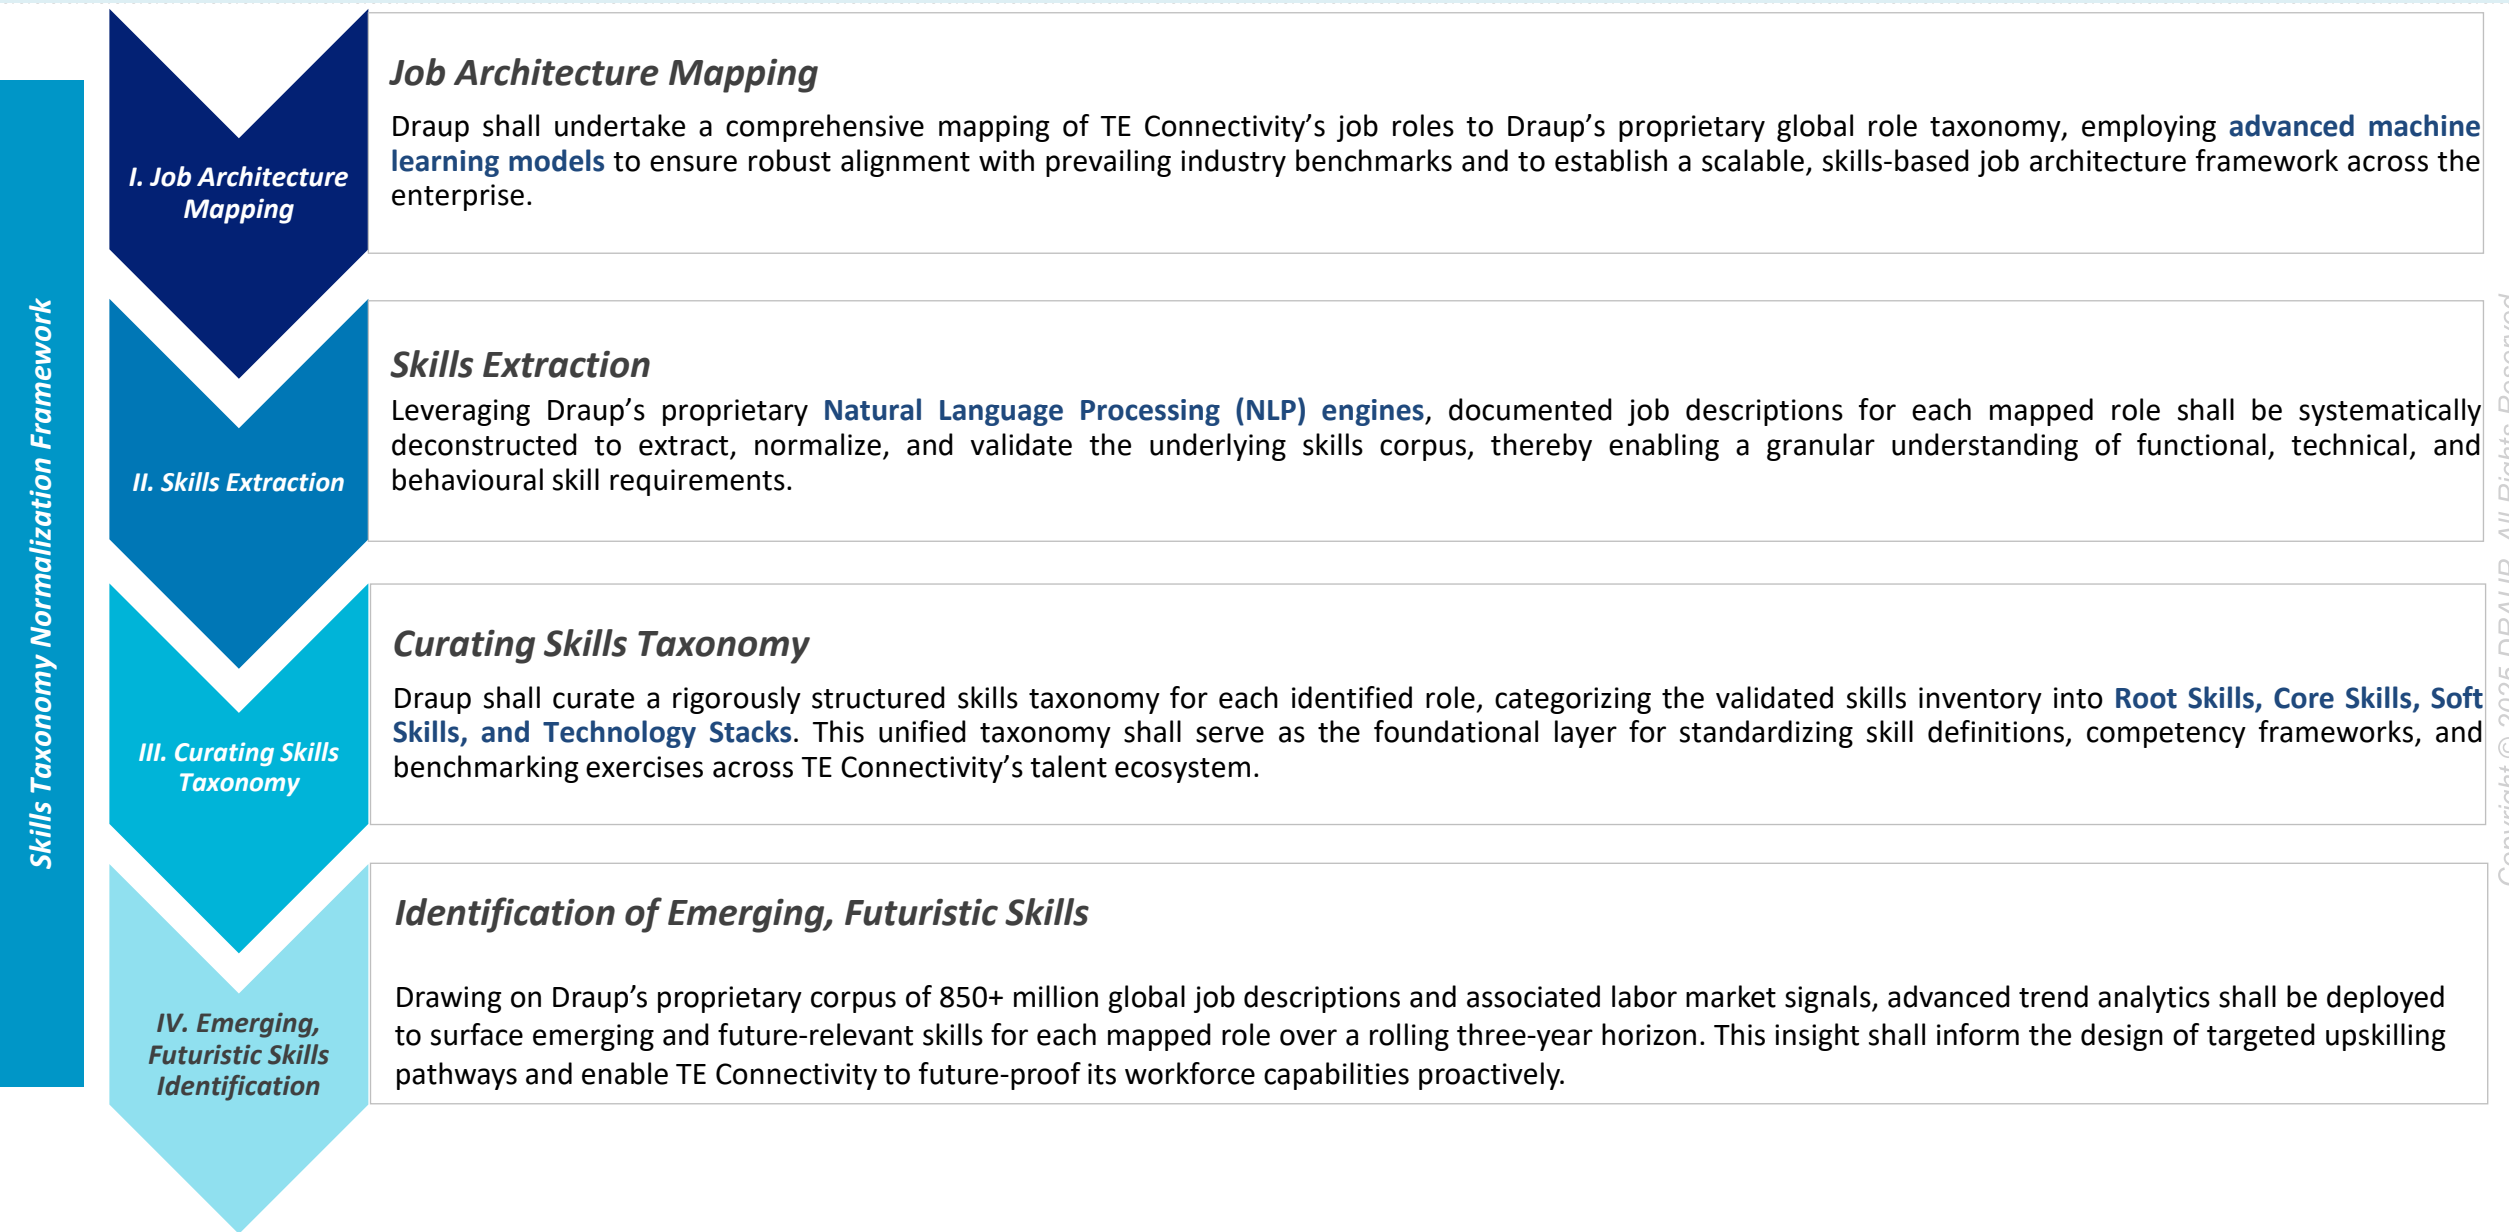 Skills Taxonomy Normalization Framework
I. Job Architecture
Mapping
Job Architecture Mapping
Draup shall undertake a comprehensive mapping of TE Connectivity’s job roles to Draup’s proprietary global role taxonomy, employing advanced machine
learning models to ensure robust alignment with prevailing industry benchmarks and to establish a scalable, skills-based job architecture framework across the
enterprise.
II. Skills Extraction
Skills Extraction
Leveraging Draup’s proprietary Natural Language Processing (NLP) engines, documented job descriptions for each mapped role shall be systematically
deconstructed to extract, normalize, and validate the underlying skills corpus, thereby enabling a granular understanding of functional, technical, and
behavioural skill requirements.
III. Curating Skills
Taxonomy
Curating Skills Taxonomy
Draup shall curate a rigorously structured skills taxonomy for each identified role, categorizing the validated skills inventory into Root Skills, Core Skills, Soft
Skills, and Technology Stacks. This unified taxonomy shall serve as the foundational layer for standardizing skill definitions, competency frameworks, and
benchmarking exercises across TE Connectivity’s talent ecosystem.
IV. Emerging,
Futuristic Skills
Identification
Identification of Emerging, Futuristic Skills
Drawing on Draup’s proprietary corpus of 850+ million global job descriptions and associated labor market signals, advanced trend analytics shall be deployed
to surface emerging and future-relevant skills for each mapped role over a rolling three-year horizon. This insight shall inform the design of targeted upskilling
pathways and enable TE Connectivity to future-proof its workforce capabilities proactively.
Copyright © 2025 DRAUP. All Rights Reserved